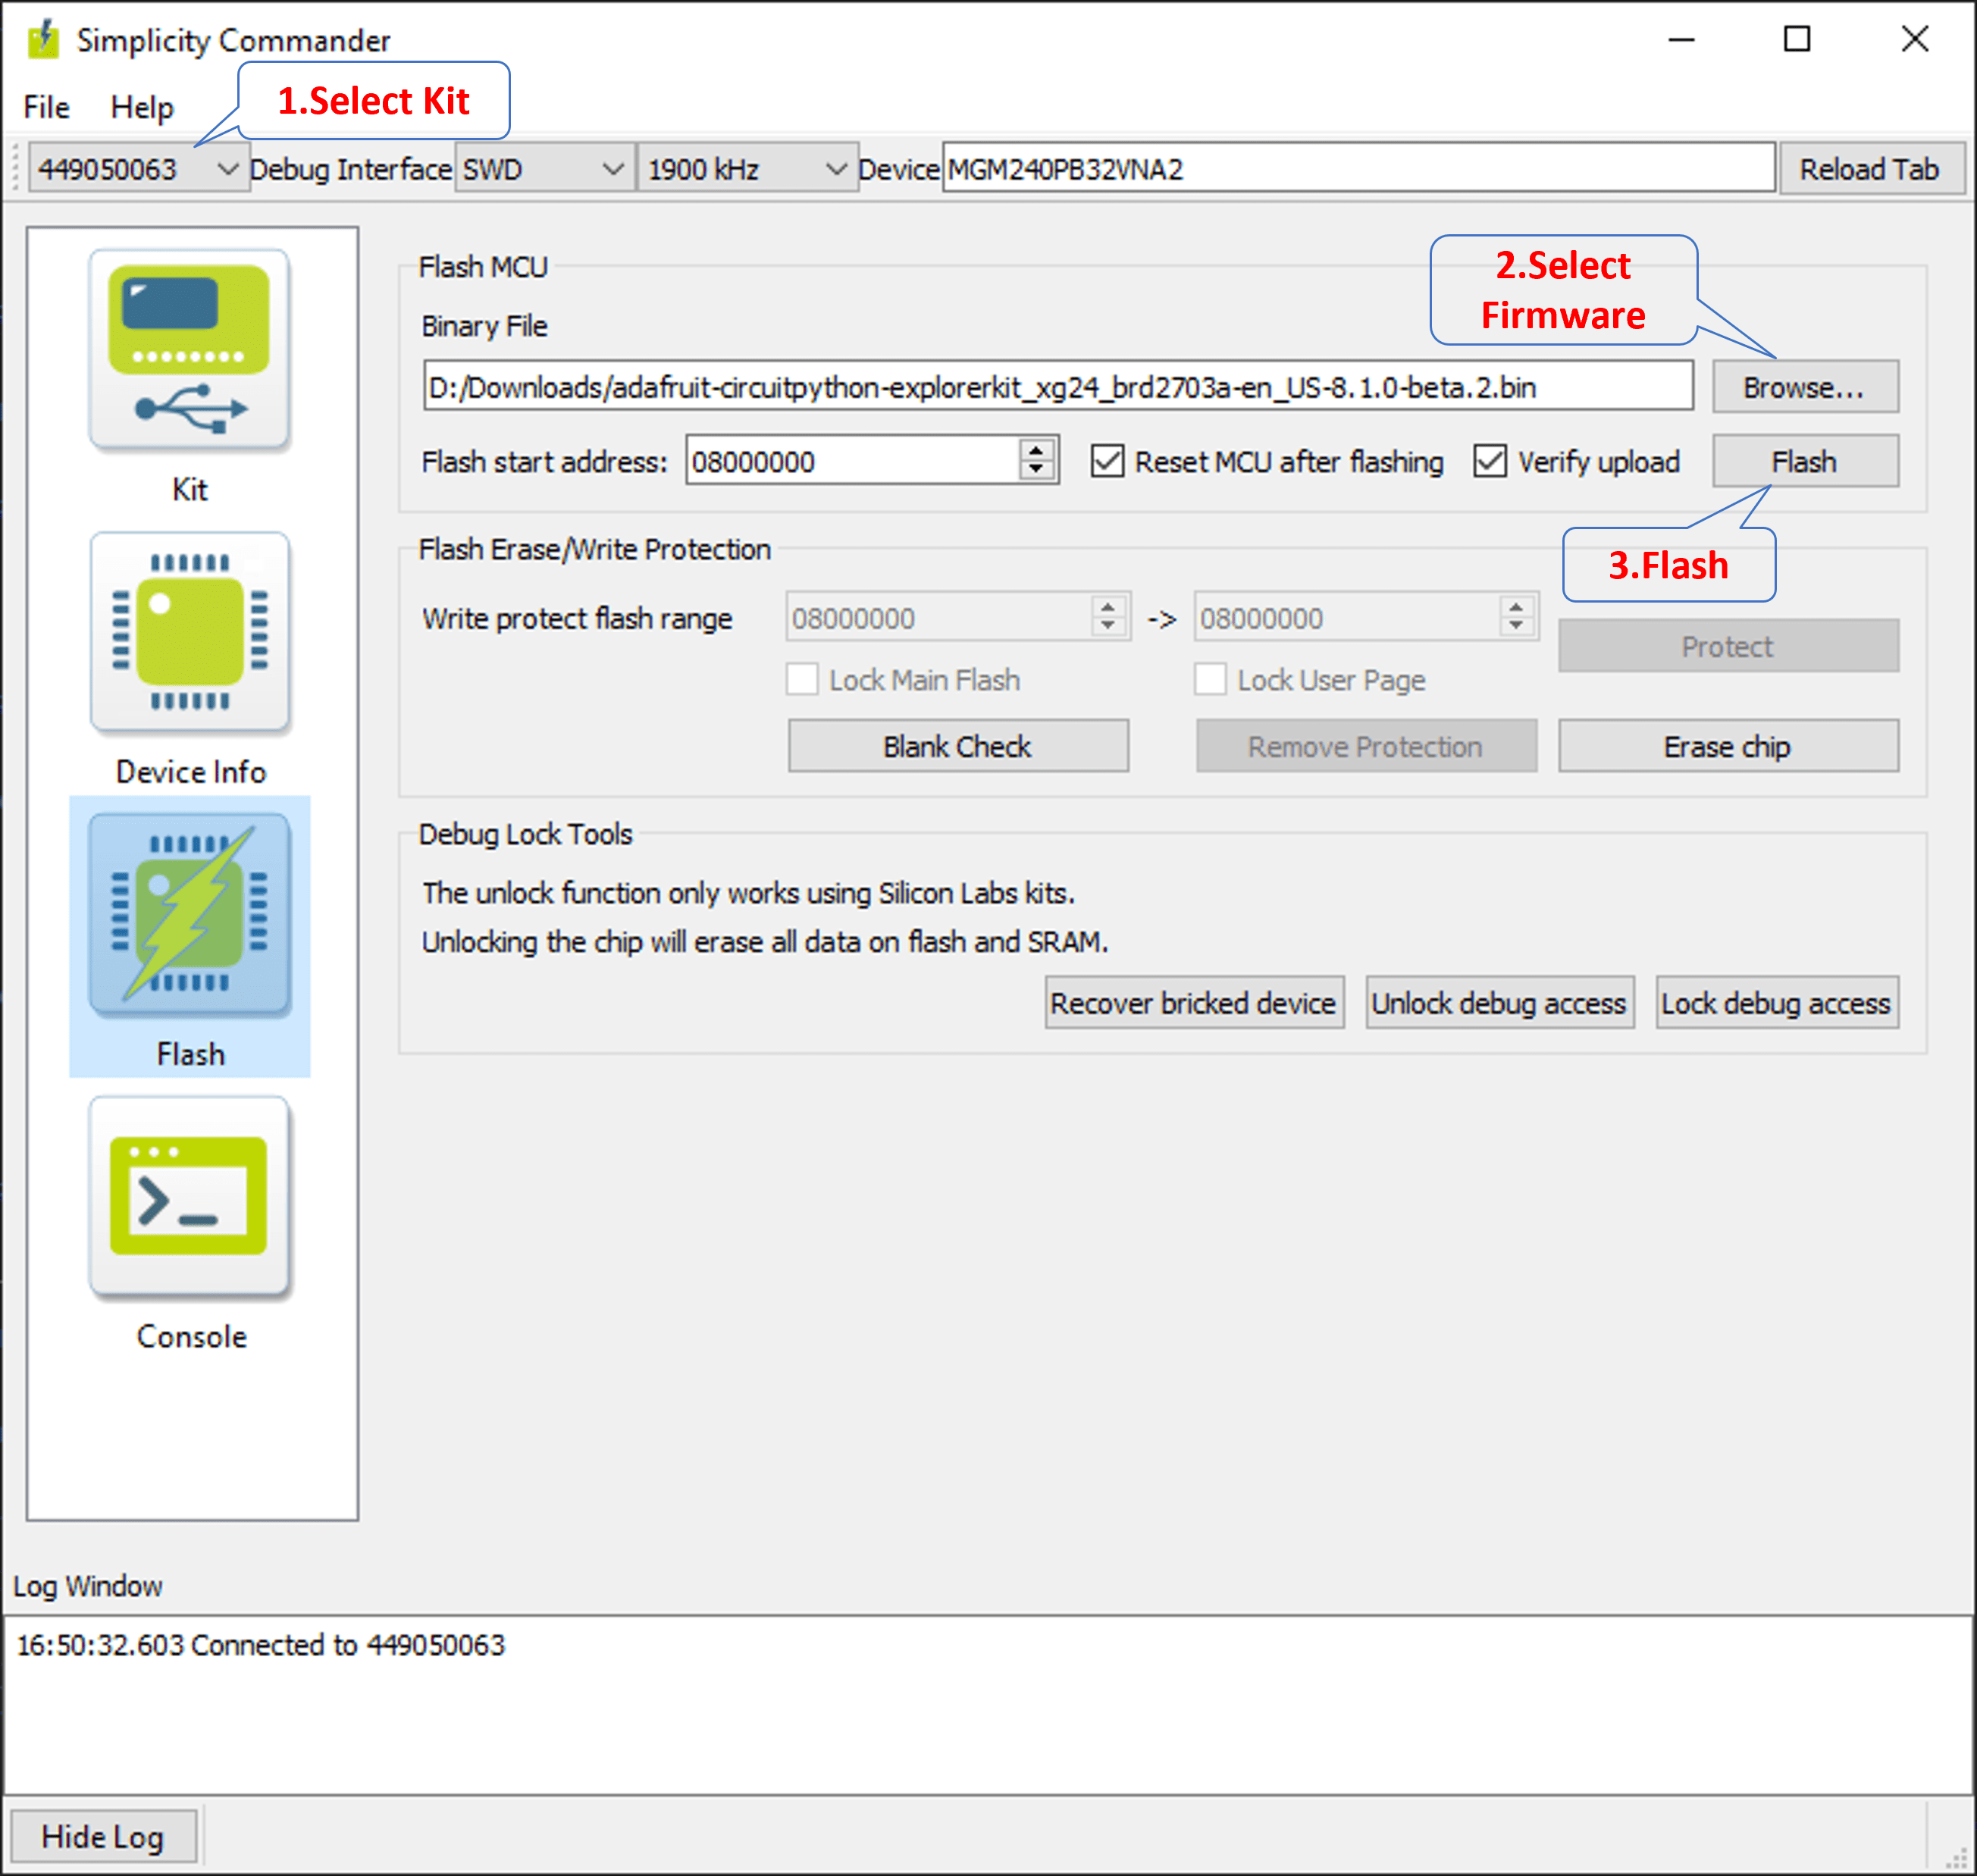 Simplicity Commander
File Help
1.Select Kit
449050063 Debug Interface SWD 1900 kHz Device MGM240PB32VNA2 Reload Tab
Kit
Device Info
Flash
Console
Flash MCU
2.Select
Firmware
Binary File
D:/Downloads/adafruit-circuitpython-explorerkit_xg24_brd2703a-en_US-8.1.0-beta.2.bin Browse...
Flash start address: 08000000 Reset MCU after flashing Verify upload Flash
3.Flash
Flash Erase/Write Protection
Write protect flash range 08000000 -> 08000000
Protect
Lock Main Flash Lock User Page
Blank Check Remove Protection Erase chip
Debug Lock Tools
The unlock function only works using Silicon Labs kits.
Unlocking the chip will erase all data on flash and SRAM.
Recover bricked device Unlock debug access Lock debug access
Log Window
16:50:32.603 Connected to 449050063
Hide Log